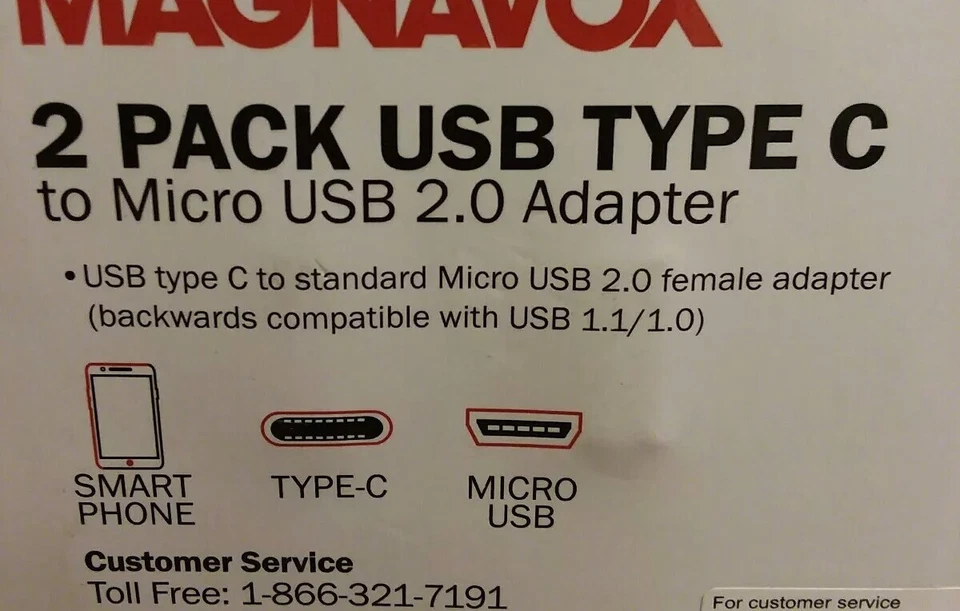 MAGNAVOX
2 PACK USB TYPE C
to Micro USB 2.0 Adapter
• USB type C to standard Micro USB 2.0 female adapter
(backwards compatible with USB 1.1/1.0)
SMART
PHONE
TYPE-C
MICRO
USB
Customer Service
Toll Free: 1-866-321-7191
For customer service